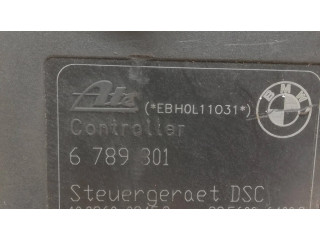 Ate (*EBH0L11031*)
BMW
Controller
6 789 301
Steuergeraet DSC